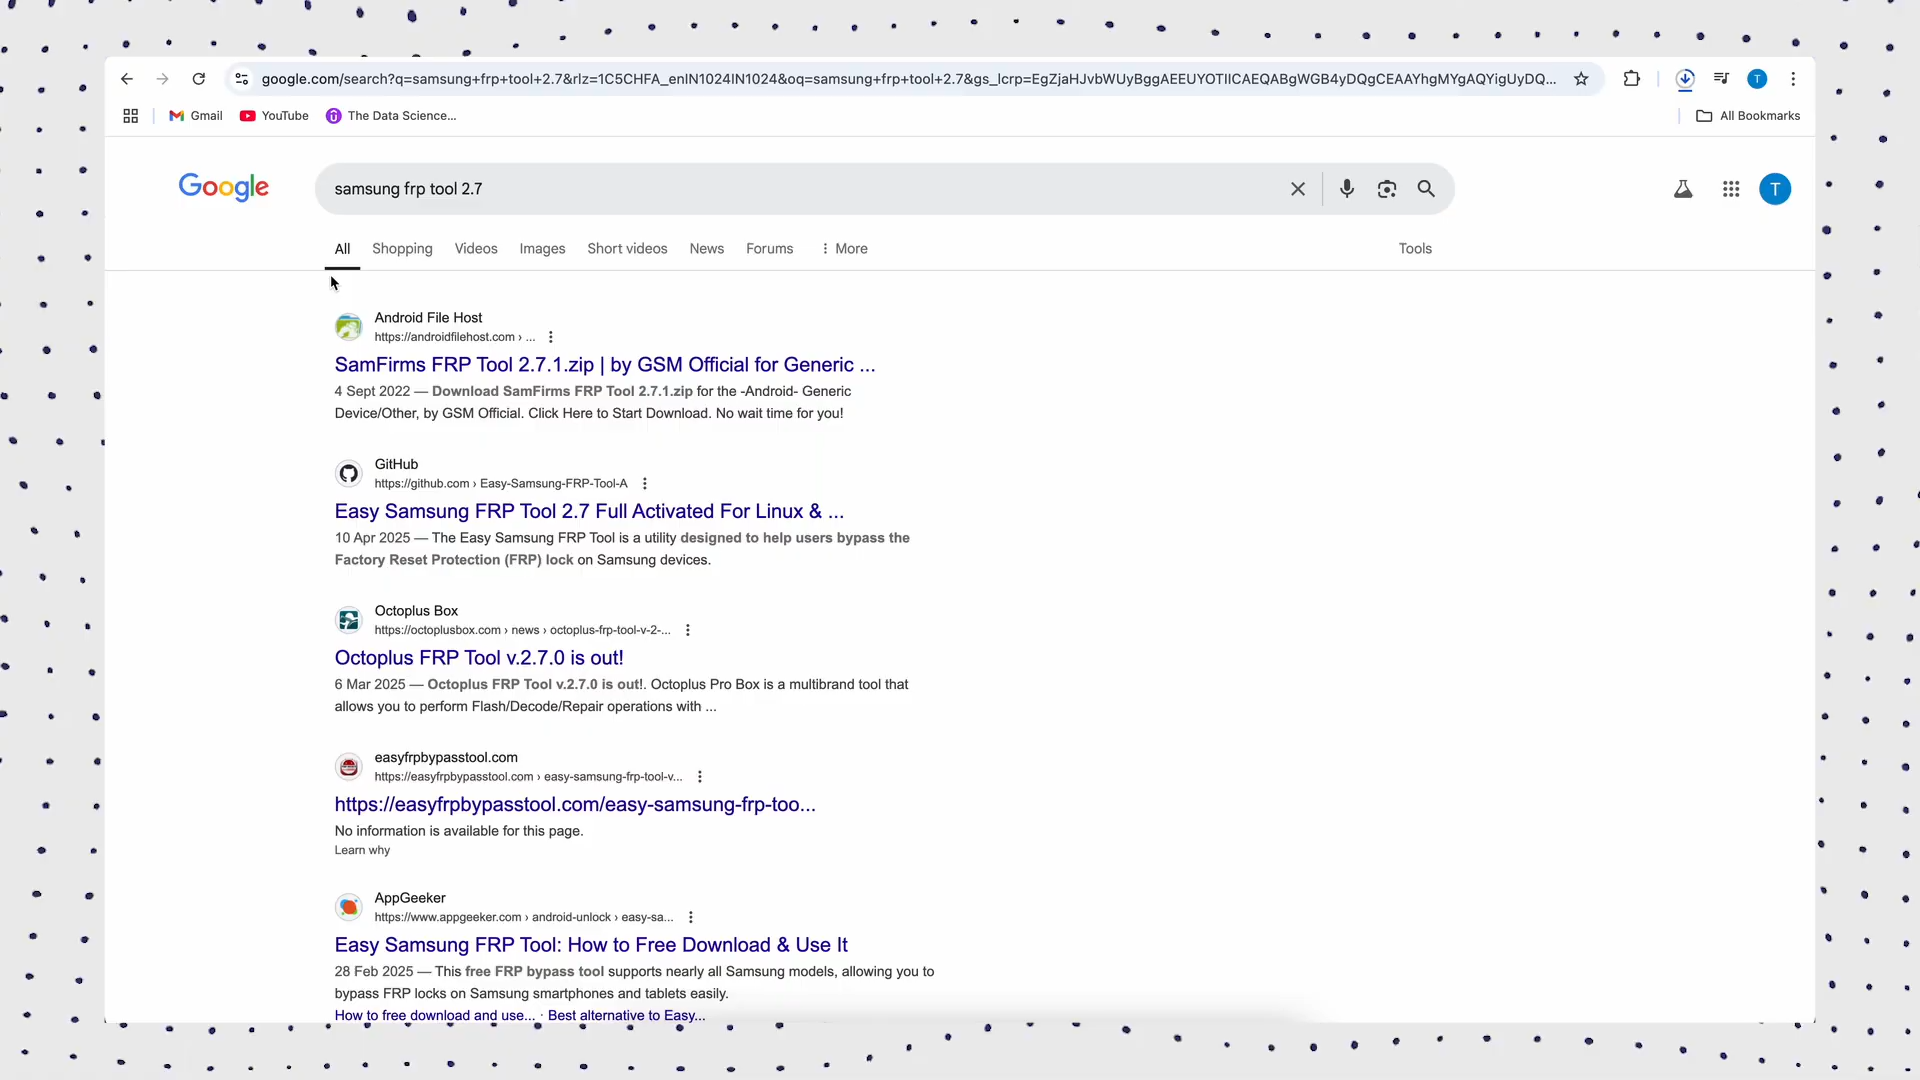 google.com/search?q=samsung+frp+tool+2.7&rlz=1C5CHFA_enIN1024IN1024&oq=samsung+frp+tool+2.7&gs_lcrp=EgZjaHJvbWUyBggAEEUYOTIICAEQABgWGB4yDQgCEAAYhgMYgAQYigUyDQ...
T
Gmail
YouTube
The Data Science...
All Bookmarks
Google
samsung frp tool 2.7
T
All
Shopping
Videos
Images
Short videos
News
Forums
More
Tools
Android File Host
https://androidfilehost.com › ...
SamFirms FRP Tool 2.7.1.zip | by GSM Official for Generic ...
4 Sept 2022 — Download SamFirms FRP Tool 2.7.1.zip for the -Android- Generic
Device/Other, by GSM Official. Click Here to Start Download. No wait time for you!
GitHub
https://github.com › Easy-Samsung-FRP-Tool-A
Easy Samsung FRP Tool 2.7 Full Activated For Linux & ...
10 Apr 2025 — The Easy Samsung FRP Tool is a utility designed to help users bypass the
Factory Reset Protection (FRP) lock on Samsung devices.
Octoplus Box
https://octoplusbox.com › news › octoplus-frp-tool-v-2-...
Octoplus FRP Tool v.2.7.0 is out!
6 Mar 2025 — Octoplus FRP Tool v.2.7.0 is out!. Octoplus Pro Box is a multibrand tool that
allows you to perform Flash/Decode/Repair operations with ...
easyfrpbypasstool.com
https://easyfrpbypasstool.com › easy-samsung-frp-tool-v...
https://easyfrpbypasstool.com/easy-samsung-frp-too...
No information is available for this page.
Learn why
AppGeeker
https://www.appgeeker.com › android-unlock › easy-sa...
Easy Samsung FRP Tool: How to Free Download & Use It
28 Feb 2025 — This free FRP bypass tool supports nearly all Samsung models, allowing you to
bypass FRP locks on Samsung smartphones and tablets easily.
How to free download and use... · Best alternative to Easy...